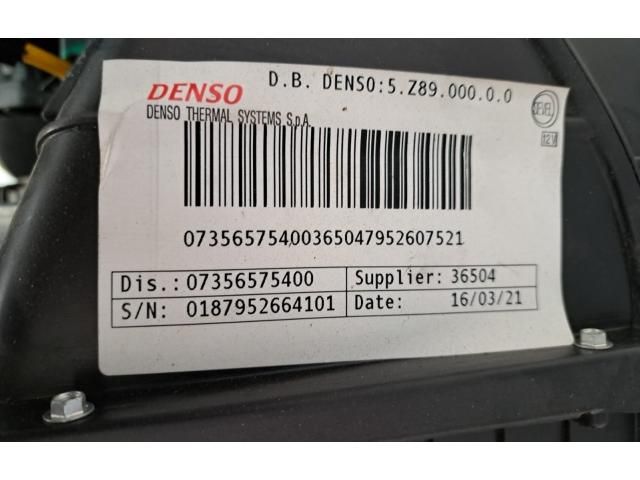 D.B. DENSO:5.Z89.000.0.0
DENSO
DENSO THERMAL SYSTEMS S.p.A.
DEVEL
12V
07356575400365047952607521
Dis.: 07356575400 Supplier: 36504
S/N: 0187952664101 Date: 16/03/21